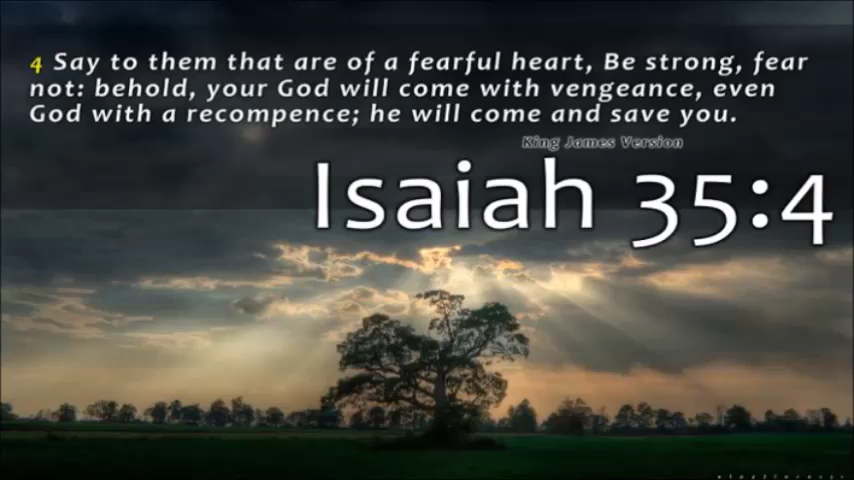 4 Say to them that are of a fearful heart, Be strong, fear
not: behold, your God will come with vengeance, even
God with a recompence; he will come and save you.
King James Version
Isaiah 35:4